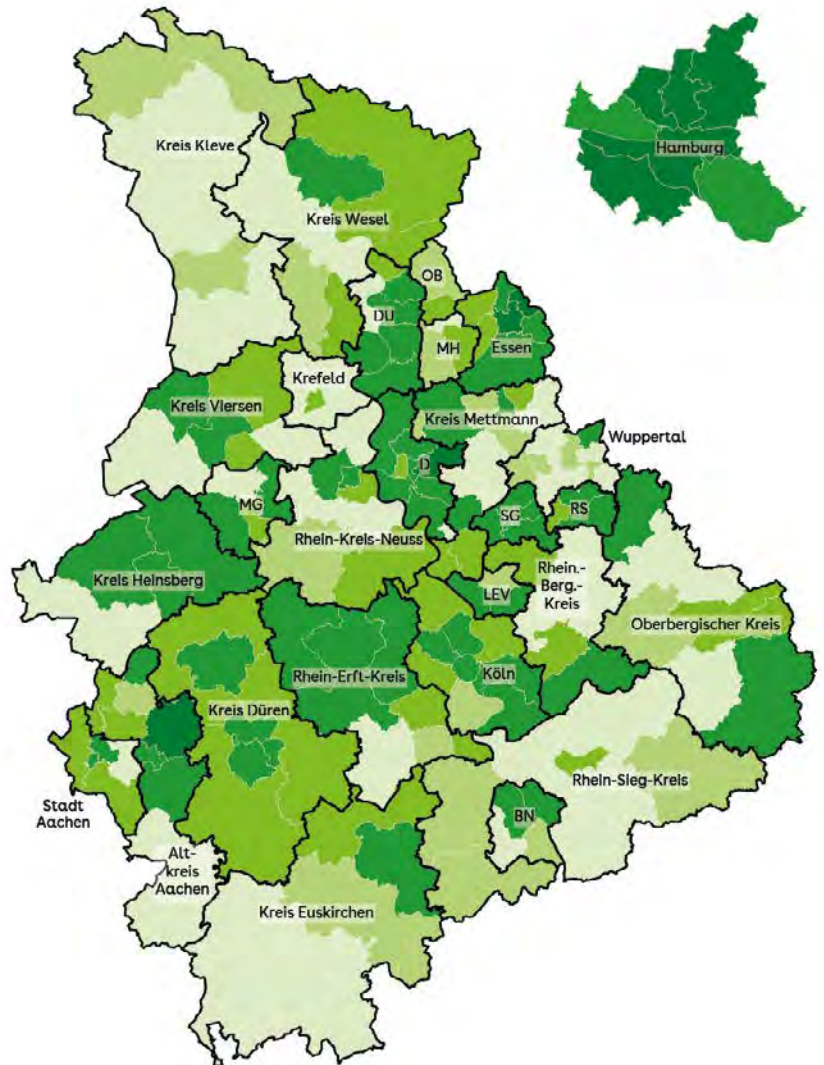 Hamburg
Kreis Kleve
Kreis Wesel
OB
DU
MH
Essen
Krefeld
Kreis Viersen
Kreis Mettmann
Wuppertal
D
MG
SG
RS
Rhein-Kreis-Neuss
Kreis Heinsberg
LEV
Rhein.-
Berg.-
Kreis
Oberbergischer Kreis
Rhein-Erft-Kreis
Köln
Kreis Düren
Rhein-Sieg-Kreis
Stadt
Aachen
BN
Alt-
kreis
Aachen
Kreis Euskirchen